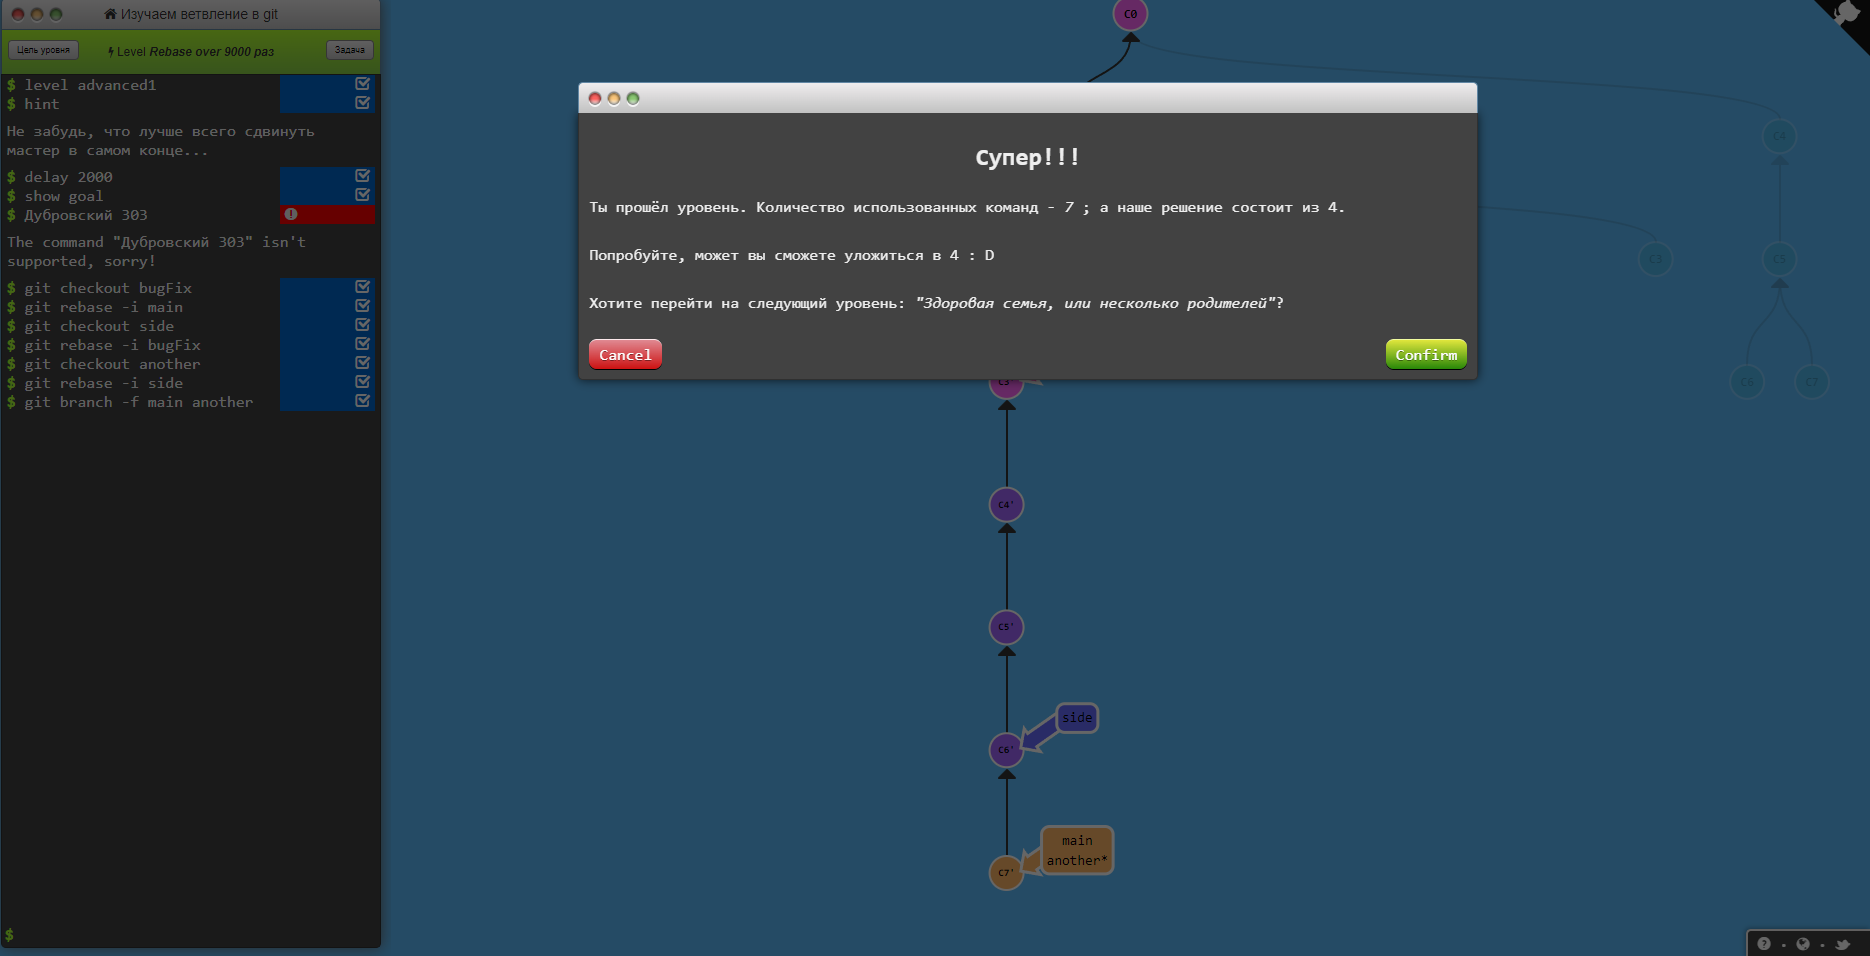 Изучаем ветвление в git
Цель уровня
Level Rebase over 9000 раз
Задача
$ level advanced1
$ hint
Не забудь, что лучше всего сдвинуть
мастер в самом конце...
$ delay 2000
$ show goal
$ Дубровский 303
The command "Дубровский 303" isn't
supported, sorry!
$ git checkout bugFix
$ git rebase -i main
$ git checkout side
$ git rebase -i bugFix
$ git checkout another
$ git rebase -i side
$ git branch -f main another
$
C0
Супер!!!
Ты прошёл уровень. Количество использованных команд - 7 ; а наше решение состоит из 4.
Попробуйте, может вы сможете уложиться в 4 : D
Хотите перейти на следующий уровень: "Здоровая семья, или несколько родителей"?
Cancel
Confirm
C4
C3
C5
C6
C7
C3'
C4'
C5'
side
C6'
main
another*
C7'